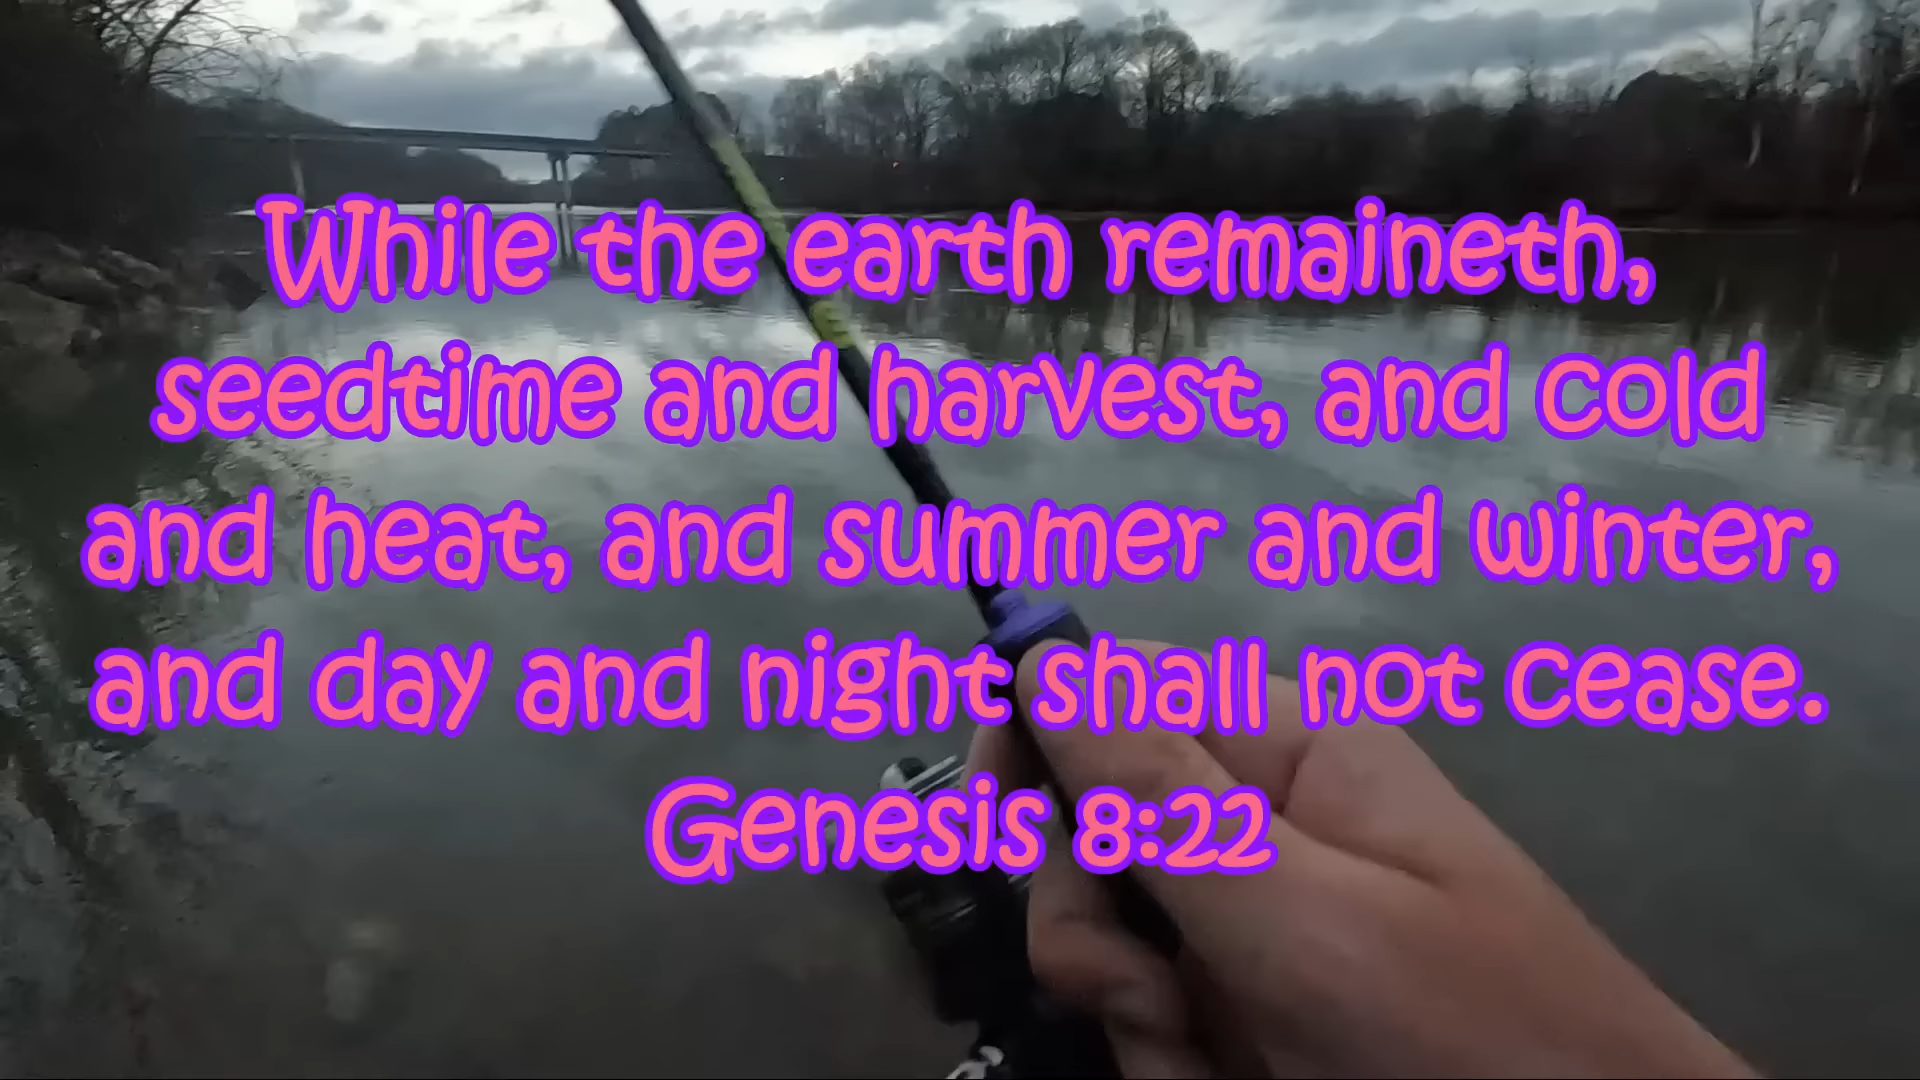 While the earth remaineth,
seedtime and harvest, and cold
and heat, and summer and winter,
and day and night shall not cease.
Genesis 8:22